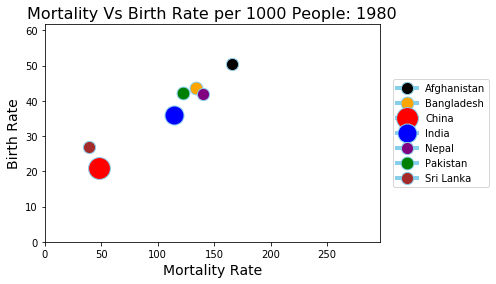 Mortality Vs Birth Rate per 1000 People: 1980
60
50
40
30
20
10
0
Birth Rate
0 50 100 150 200 250
Mortality Rate
Afghanistan
Bangladesh
China
India
Nepal
Pakistan
Sri Lanka